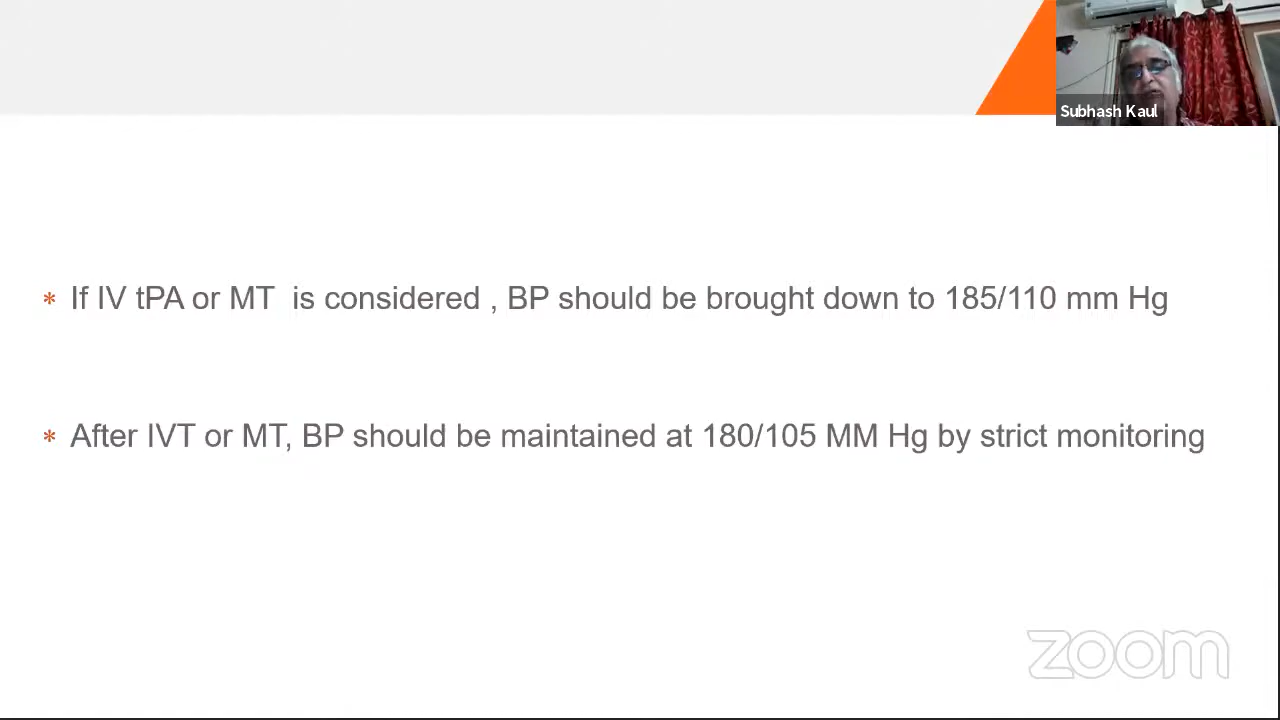 Subhash Kaul
* If IV tPA or MT  is considered , BP should be brought down to 185/110 mm Hg
* After IVT or MT, BP should be maintained at 180/105 MM Hg by strict monitoring
zoom